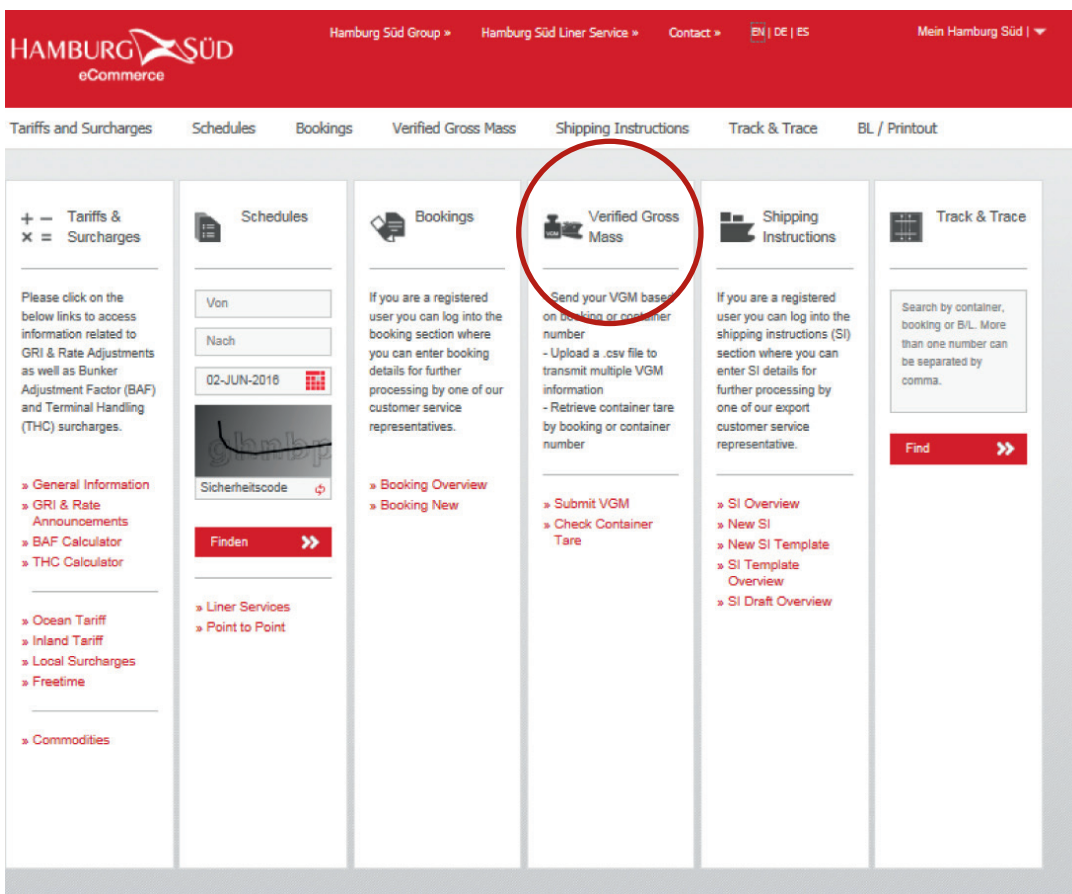 HAMBURG SÜD
eCommerce
Hamburg Süd Group »
Hamburg Süd Liner Service »
Contact »
EN | DE | ES
Mein Hamburg Süd |
Tariffs and Surcharges
Schedules
Bookings
Verified Gross Mass
Shipping Instructions
Track & Trace
BL / Printout
Tariffs &
Surcharges
Please click on the
below links to access
information related to
GRI & Rate Adjustments
as well as Bunker
Adjustment Factor (BAF)
and Terminal Handling
(THC) surcharges.
» General Information
» GRI & Rate
Announcements
» BAF Calculator
» THC Calculator
» Ocean Tariff
» Inland Tariff
» Local Surcharges
» Freetime
» Commodities
Schedules
Von
Nach
02-JUN-2016
ghnbp
Sicherheitscode
Finden
» Liner Services
» Point to Point
Bookings
If you are a registered
user you can log into the
booking section where
you can enter booking
details for further
processing by one of our
customer service
representatives.
» Booking Overview
» Booking New
VGM
Verified Gross
Mass
- Send your VGM based
on booking or container
number
- Upload a .csv file to
transmit multiple VGM
information
- Retrieve container tare
by booking or container
number
» Submit VGM
» Check Container
Tare
Shipping
Instructions
If you are a registered
user you can log into the
shipping instructions (SI)
section where you can
enter SI details for
further processing by
one of our export
customer service
representative.
» SI Overview
» New SI
» New SI Template
» SI Template
Overview
» SI Draft Overview
Track & Trace
Search by container,
booking or B/L. More
than one number can
be separated by
comma.
Find